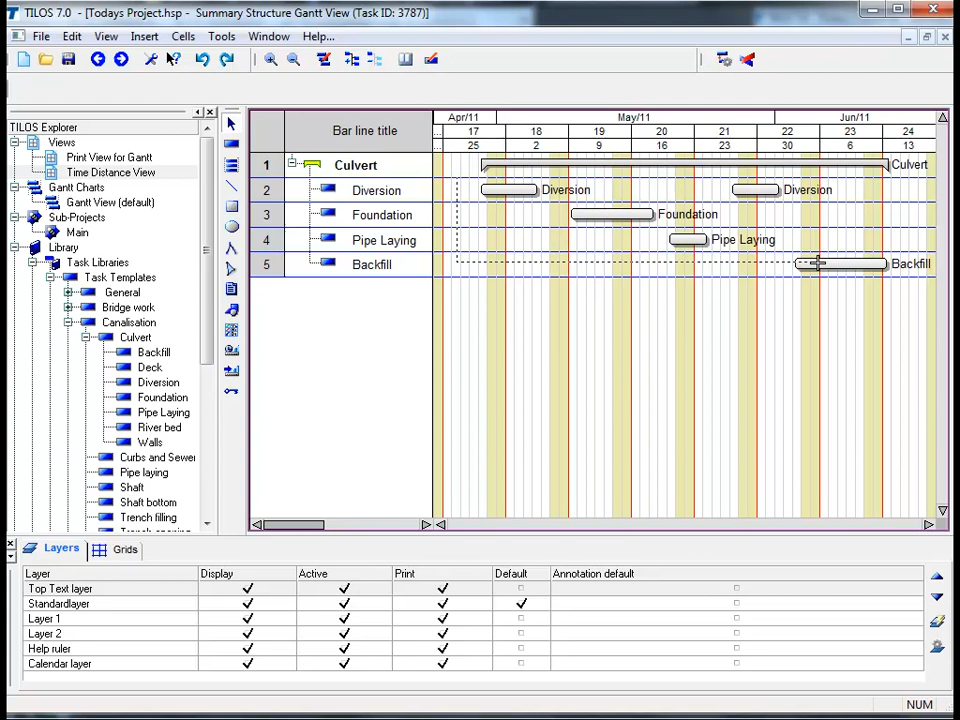 TILOS 7.0 - [Todays Project.hsp - Summary Structure Gantt View (Task ID: 3787)]
File Edit View Insert Cells Tools Window Help...
TILOS Explorer
Views
Print View for Gantt
Time Distance View
Gantt Charts
Gantt View (default)
Sub-Projects
Main
Library
Task Libraries
Task Templates
General
Bridge work
Canalisation
Culvert
Backfill
Deck
Diversion
Foundation
Pipe Laying
River bed
Walls
Curbs and Sewer
Pipe laying
Shaft
Shaft bottom
Trench filling
Bar line title
Apr/11 May/11 Jun/11
... 17 18 19 20 21 22 23 24
25 2 9 16 23 30 6 13
1 Culvert Culvert
2 Diversion Diversion Diversion
3 Foundation Foundation
4 Pipe Laying Pipe Laying
5 Backfill Backfill
Layers Grids
Layer Display Active Print Default Annotation default
Top Text layer
Standardlayer
Layer 1
Layer 2
Help ruler
Calendar layer
NUM